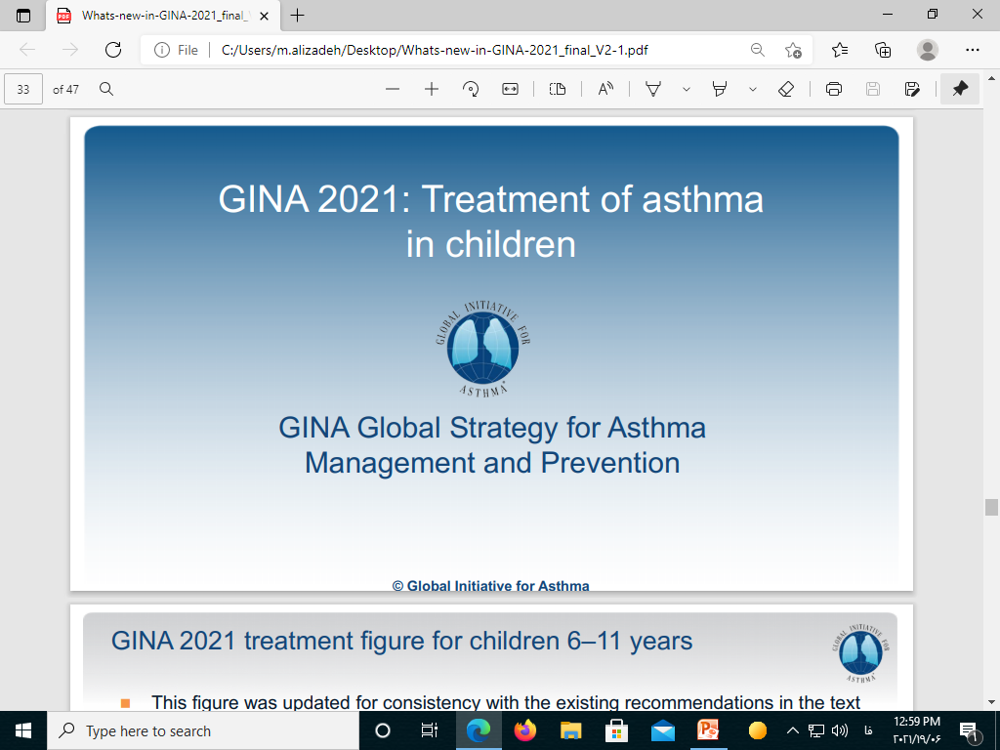 Whats-new-in-GINA-2021_final_
File
C:/Users/m.alizadeh/Desktop/Whats-new-in-GINA-2021_final_V2-1.pdf
33 of 47
GINA 2021: Treatment of asthma
in children
GLOBAL INITIATIVE FOR
ASTHMA
GINA Global Strategy for Asthma
Management and Prevention
© Global Initiative for Asthma
GINA 2021 treatment figure for children 6–11 years
GLOBAL INITIATIVE FOR
ASTHMA
This figure was updated for consistency with the existing recommendations in the text
Type here to search
فا
12:59 PM
۲۰۲۱/۱۹/۰۶
1